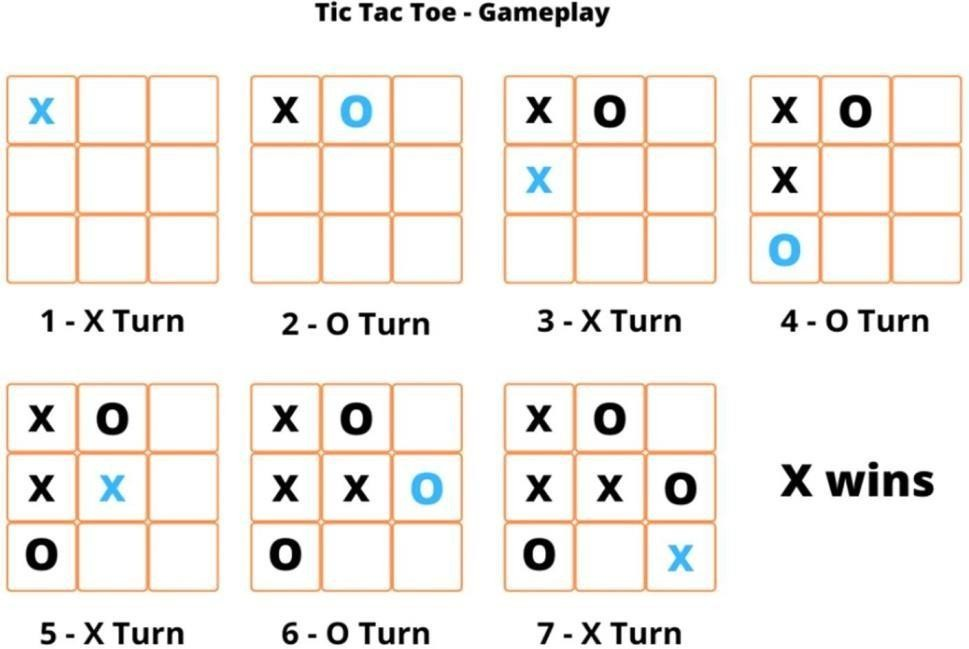 Tic Tac Toe - Gameplay
X
X O
X O
X
X O
X
O
1 - X Turn
2 - O Turn
3 - X Turn
4 - O Turn
X O
X X
O
X O
X X O
O
X O
X X O
O X
X wins
5 - X Turn
6 - O Turn
7 - X Turn